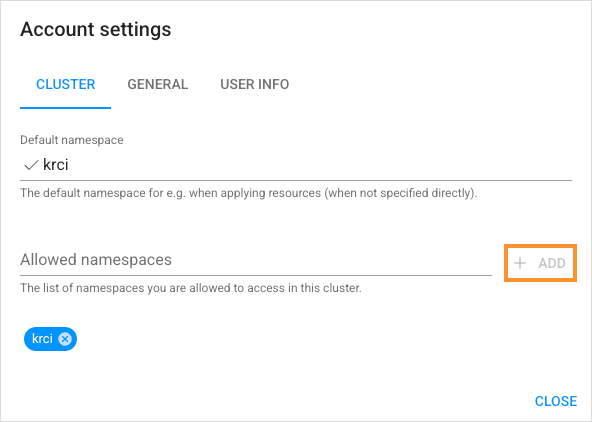 Account settings
CLUSTER GENERAL USER INFO
Default namespace
krci
The default namespace for e.g. when applying resources (when not specified directly).
Allowed namespaces
+ ADD
The list of namespaces you are allowed to access in this cluster.
krci
CLOSE